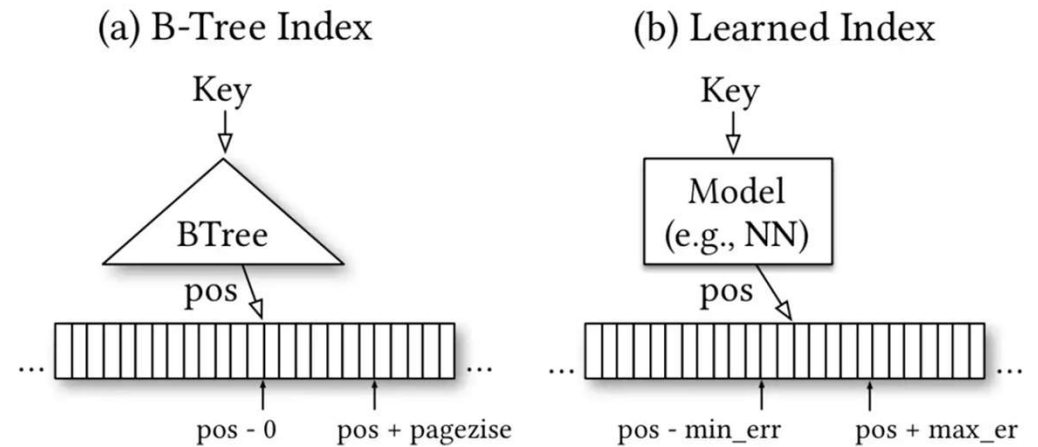 (a) B-Tree Index
Key
BTree
pos
...
...
pos - 0
pos + pagezise
(b) Learned Index
Key
Model
(e.g., NN)
pos
...
...
pos - min_err
pos + max_er